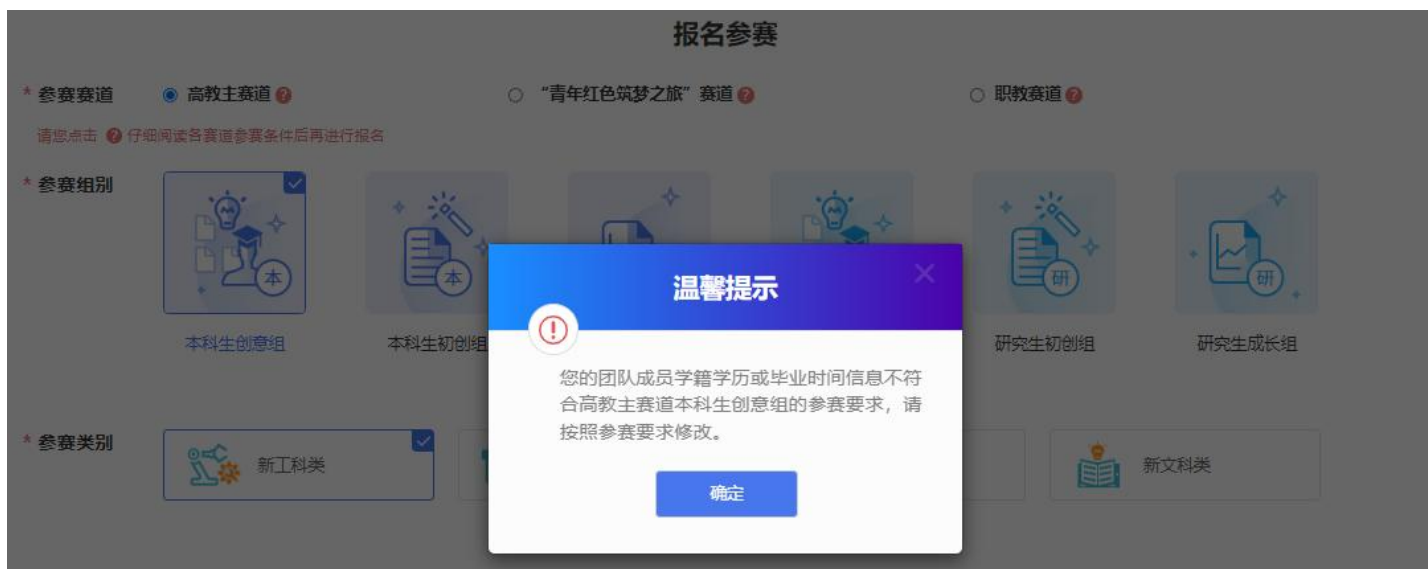 报名参赛
* 参赛赛道 高教主赛道 ? “青年红色筑梦之旅”赛道 ? 职教赛道 ?
请您点击 ? 仔细阅读各赛道参赛条件后再进行报名
* 参赛组别
本 本 研 研
本科生创意组 本科生初创组 研究生初创组 研究生成长组
温馨提示
您的团队成员学籍学历或毕业时间信息不符
合高教主赛道本科生创意组的参赛要求，请
按照参赛要求修改。
确定
* 参赛类别 新工科类 新文科类